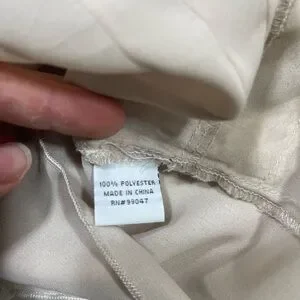 100% POLYESTER
MADE IN CHINA
RN#99047